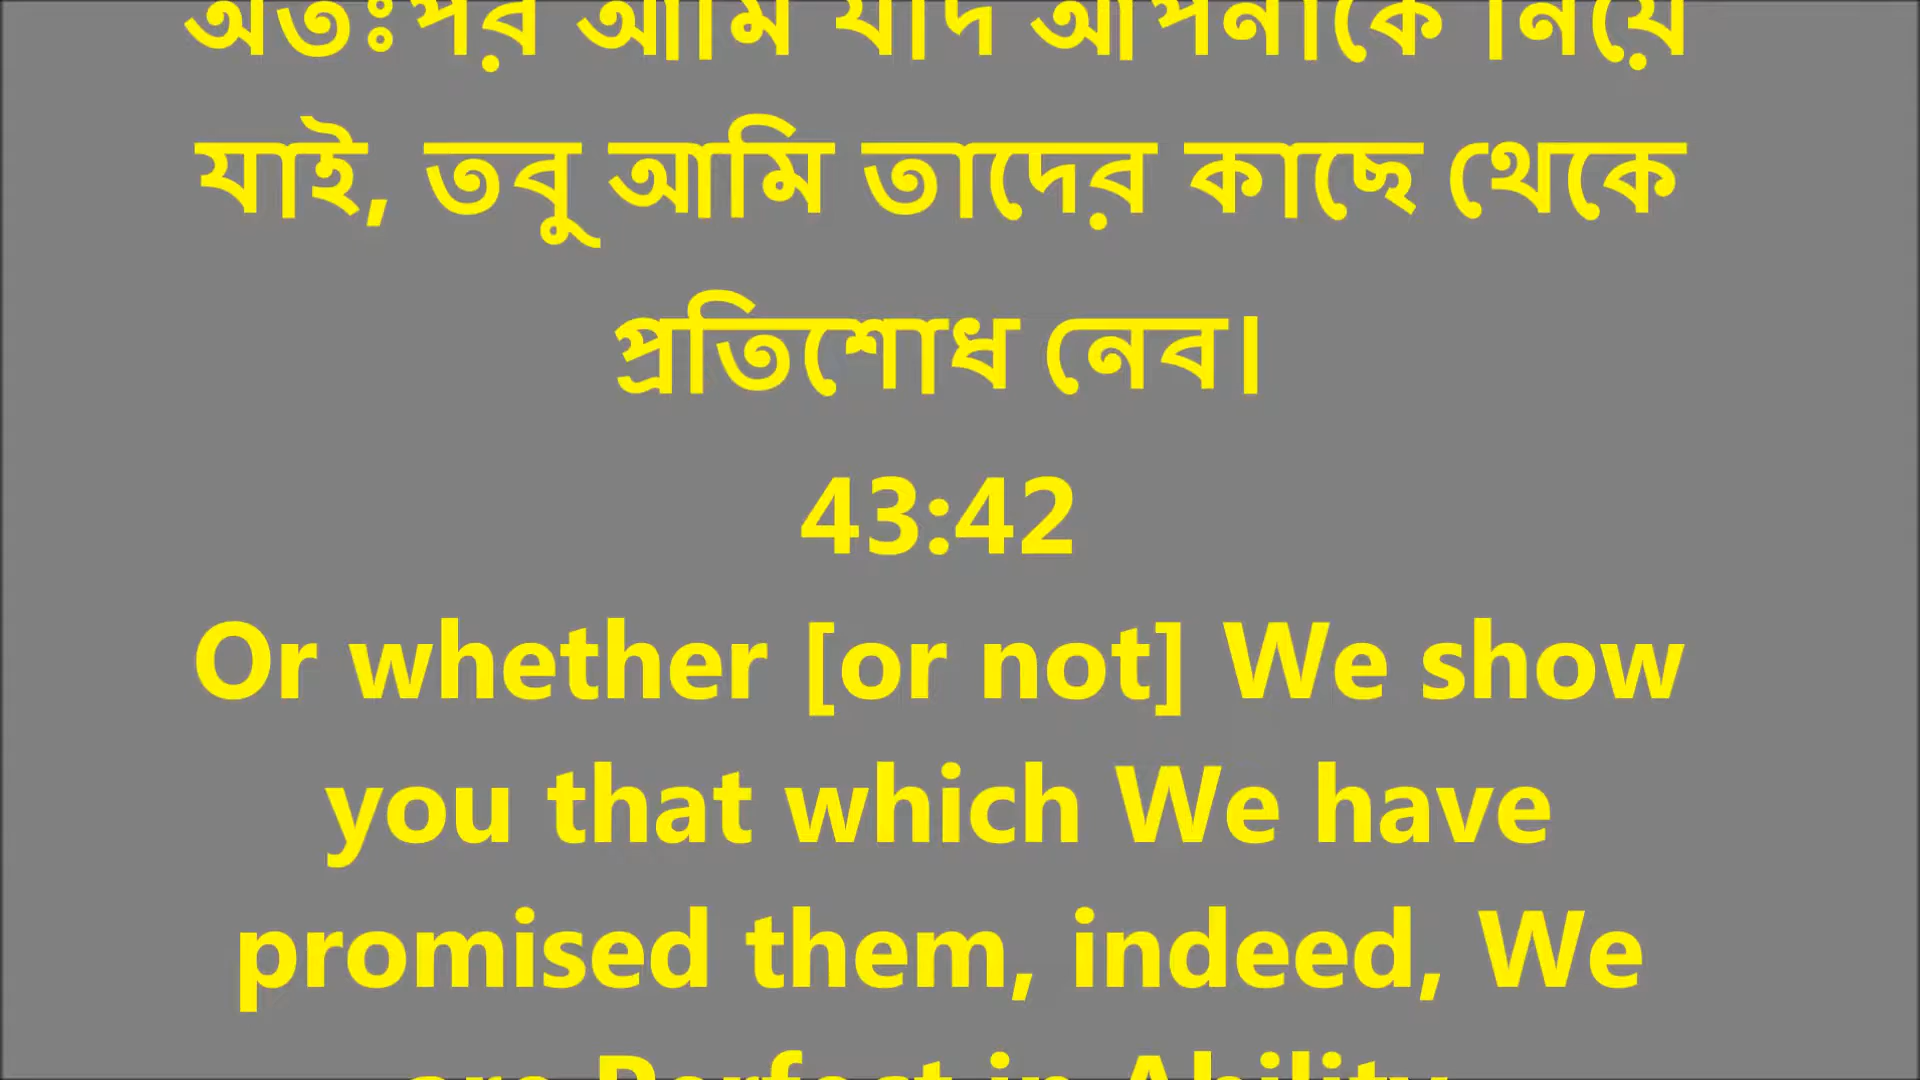 অতঃপর আমি যদি আপনাকে নিয়ে
যাই, তবু আমি তাদের কাছে থেকে
প্রতিশোধ নেব।
43:42
Or whether [or not] We show
you that which We have
promised them, indeed, We
are Perfect in Ability